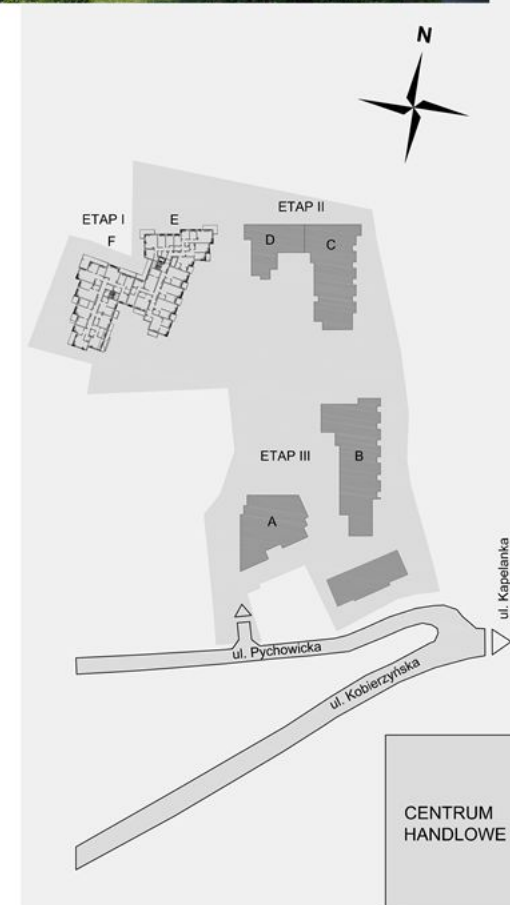 N
ETAP I
E
ETAP II
F
D
C
ETAP III
B
A
ul. Kapelanka
ul. Pychowicka
ul. Kobierzyńska
CENTRUM
HANDLOWE